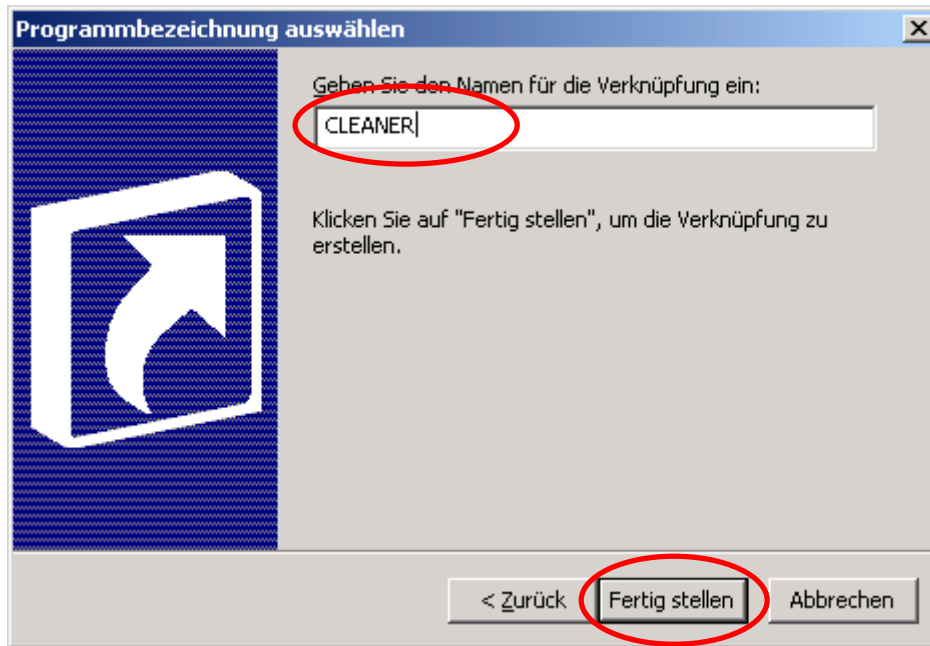 Programmbezeichnung auswählen
Geben Sie den Namen für die Verknüpfung ein:
CLEANER
Klicken Sie auf "Fertig stellen", um die Verknüpfung zu
erstellen.
< Zurück Fertig stellen Abbrechen